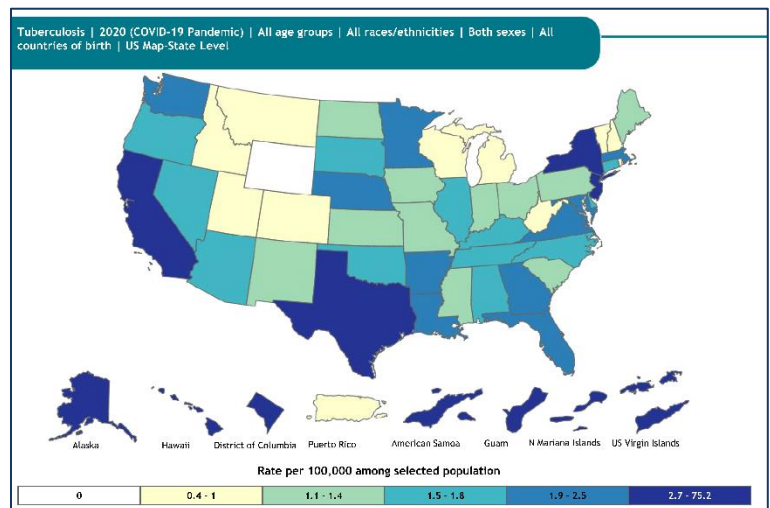 Tuberculosis | 2020 (COVID-19 Pandemic) | All age groups | All races/ethnicities | Both sexes | All
countries of birth | US Map-State Level
Alaska
Hawaii
District of Columbia
Puerto Rico
American Samoa
Guam
N Mariana Islands
US Virgin Islands
Rate per 100,000 among selected population
0
0.4 - 1
1.1 - 1.4
1.5 - 1.8
1.9 - 2.5
2.7 - 75.2